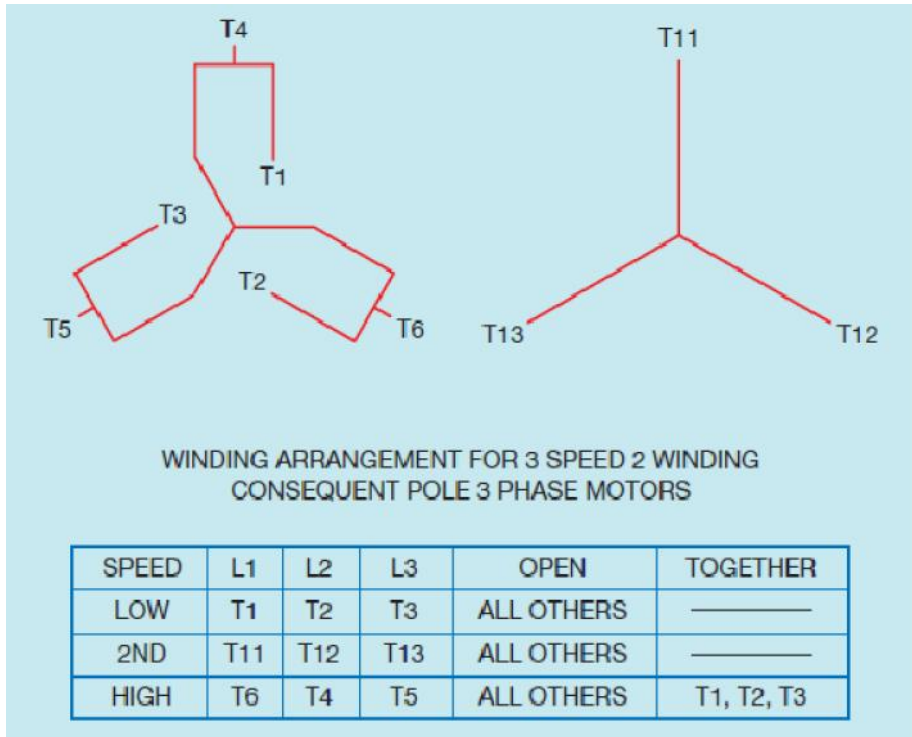 T4
T11
T1
T3
T2
T5
T6
T13
T12
WINDING ARRANGEMENT FOR 3 SPEED 2 WINDING
CONSEQUENT POLE 3 PHASE MOTORS
SPEED L1 L2 L3 OPEN TOGETHER
LOW T1 T2 T3 ALL OTHERS
2ND T11 T12 T13 ALL OTHERS
HIGH T6 T4 T5 ALL OTHERS T1, T2, T3